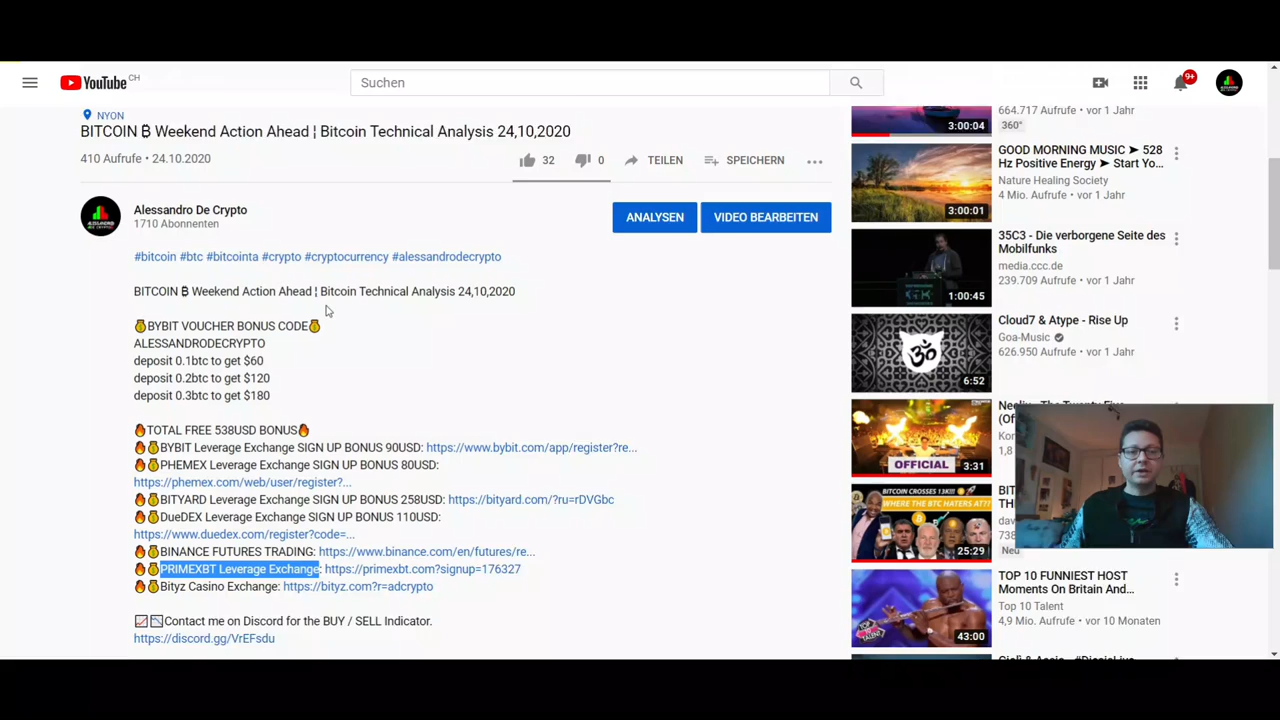 YouTube CH
Suchen
9+
NYON
BITCOIN ₿ Weekend Action Ahead ¦ Bitcoin Technical Analysis 24,10,2020
410 Aufrufe • 24.10.2020
32
0
TEILEN
SPEICHERN
Alessandro De Crypto
1710 Abonnenten
ANALYSEN
VIDEO BEARBEITEN
#bitcoin #btc #bitcointa #crypto #cryptocurrency #alessandrodecrypto
BITCOIN ₿ Weekend Action Ahead ¦ Bitcoin Technical Analysis 24,10,2020
💰BYBIT VOUCHER BONUS CODE💰
ALESSANDRODECRYPTO
deposit 0.1btc to get $60
deposit 0.2btc to get $120
deposit 0.3btc to get $180
🔥TOTAL FREE 538USD BONUS🔥
🔥💰BYBIT Leverage Exchange SIGN UP BONUS 90USD: https://www.bybit.com/app/register?re...
🔥💰PHEMEX Leverage Exchange SIGN UP BONUS 80USD:
https://phemex.com/web/user/register?...
🔥💰BITYARD Leverage Exchange SIGN UP BONUS 258USD: https://bityard.com/?ru=rDVGbc
🔥💰DueDEX Leverage Exchange SIGN UP BONUS 110USD:
https://www.duedex.com/register?code=...
🔥💰BINANCE FUTURES TRADING: https://www.binance.com/en/futures/re...
🔥💰PRIMEXBT Leverage Exchange: https://primexbt.com?signup=176327
🔥💰Bityz Casino Exchange: https://bityz.com?r=adcrypto
📈📉Contact me on Discord for the BUY / SELL Indicator.
https://discord.gg/VrEFsdu
664.717 Aufrufe • vor 1 Jahr
360°
3:00:04
GOOD MORNING MUSIC ➤ 528
Hz Positive Energy ➤ Start Yo...
Nature Healing Society
4 Mio. Aufrufe • vor 1 Jahr
3:00:01
35C3 - Die verborgene Seite des
Mobilfunks
media.ccc.de
239.709 Aufrufe • vor 1 Jahr
1:00:45
Cloud7 & Atype - Rise Up
Goa-Music
626.950 Aufrufe • vor 1 Jahr
6:52
OFFICIAL
3:31
BITCOIN CROSSES 13K!!!
WHERE THE BTC HATERS AT?!
25:29
Neu
TOP 10 FUNNIEST HOST
Moments On Britain And...
Top 10 Talent
4,9 Mio. Aufrufe • vor 10 Monaten
43:00